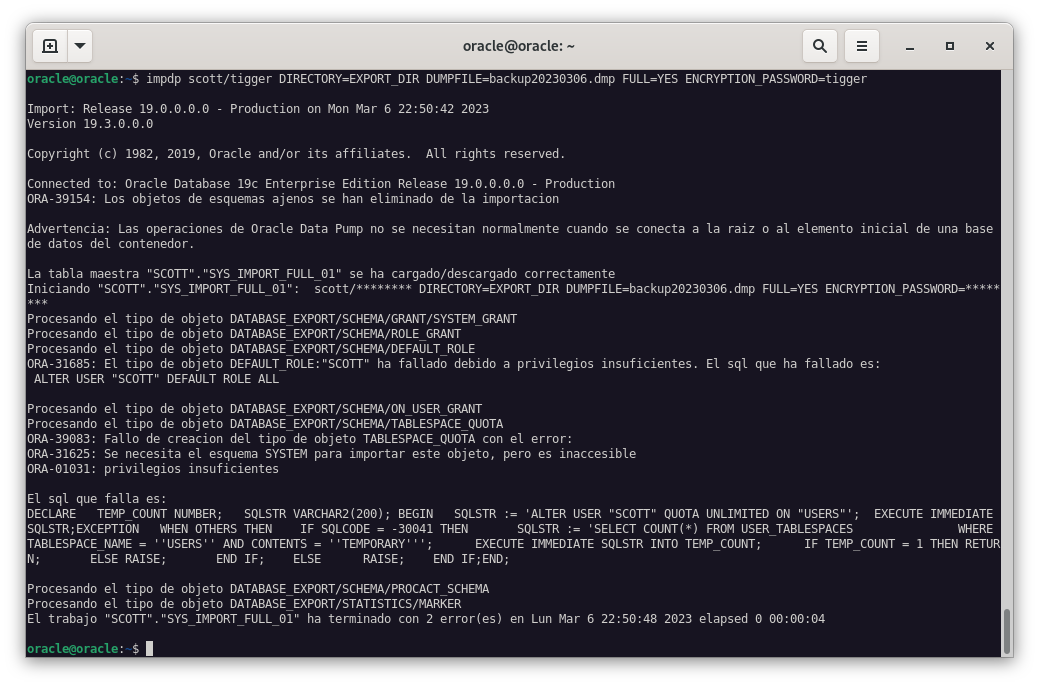 oracle@oracle: ~
oracle@oracle:~$ impdp scott/tigger DIRECTORY=EXPORT_DIR DUMPFILE=backup20230306.dmp FULL=YES ENCRYPTION_PASSWORD=tigger
Import: Release 19.0.0.0.0 - Production on Mon Mar 6 22:50:42 2023
Version 19.3.0.0.0
Copyright (c) 1982, 2019, Oracle and/or its affiliates.  All rights reserved.
Connected to: Oracle Database 19c Enterprise Edition Release 19.0.0.0.0 - Production
ORA-39154: Los objetos de esquemas ajenos se han eliminado de la importacion
Advertencia: Las operaciones de Oracle Data Pump no se necesitan normalmente cuando se conecta a la raiz o al elemento inicial de una base
de datos del contenedor.
La tabla maestra "SCOTT"."SYS_IMPORT_FULL_01" se ha cargado/descargado correctamente
Iniciando "SCOTT"."SYS_IMPORT_FULL_01":  scott/******** DIRECTORY=EXPORT_DIR DUMPFILE=backup20230306.dmp FULL=YES ENCRYPTION_PASSWORD=*****
***
Procesando el tipo de objeto DATABASE_EXPORT/SCHEMA/GRANT/SYSTEM_GRANT
Procesando el tipo de objeto DATABASE_EXPORT/SCHEMA/ROLE_GRANT
Procesando el tipo de objeto DATABASE_EXPORT/SCHEMA/DEFAULT_ROLE
ORA-31685: El tipo de objeto DEFAULT_ROLE:"SCOTT" ha fallado debido a privilegios insuficientes. El sql que ha fallado es:
 ALTER USER "SCOTT" DEFAULT ROLE ALL
Procesando el tipo de objeto DATABASE_EXPORT/SCHEMA/ON_USER_GRANT
Procesando el tipo de objeto DATABASE_EXPORT/SCHEMA/TABLESPACE_QUOTA
ORA-39083: Fallo de creacion del tipo de objeto TABLESPACE_QUOTA con el error:
ORA-31625: Se necesita el esquema SYSTEM para importar este objeto, pero es inaccesible
ORA-01031: privilegios insuficientes
El sql que falla es:
DECLARE   TEMP_COUNT NUMBER;   SQLSTR VARCHAR2(200); BEGIN   SQLSTR := 'ALTER USER "SCOTT" QUOTA UNLIMITED ON "USERS"';  EXECUTE IMMEDIATE
SQLSTR;EXCEPTION   WHEN OTHERS THEN    IF SQLCODE = -30041 THEN       SQLSTR := 'SELECT COUNT(*) FROM USER_TABLESPACES               WHERE
TABLESPACE_NAME = ''USERS'' AND CONTENTS = ''TEMPORARY''';      EXECUTE IMMEDIATE SQLSTR INTO TEMP_COUNT;      IF TEMP_COUNT = 1 THEN RETUR
N;       ELSE RAISE;       END IF;    ELSE      RAISE;    END IF;END;
Procesando el tipo de objeto DATABASE_EXPORT/SCHEMA/PROCACT_SCHEMA
Procesando el tipo de objeto DATABASE_EXPORT/STATISTICS/MARKER
El trabajo "SCOTT"."SYS_IMPORT_FULL_01" ha terminado con 2 error(es) en Lun Mar 6 22:50:48 2023 elapsed 0 00:00:04
oracle@oracle:~$